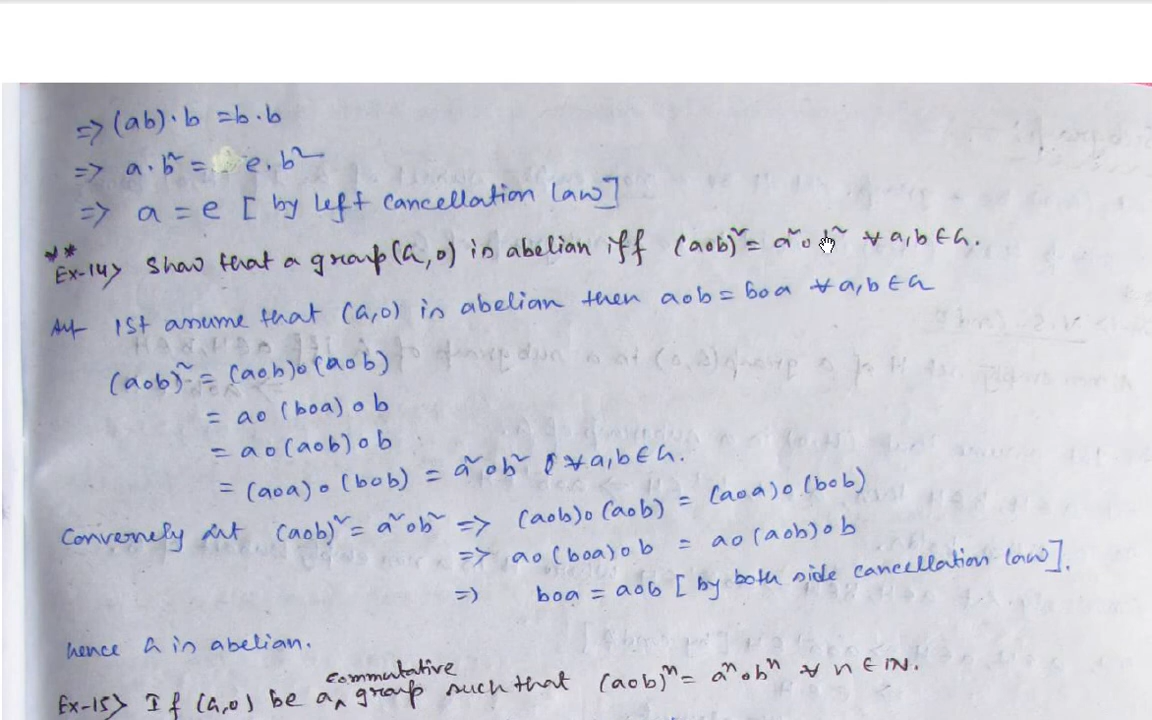 => (ab)·b = b·b
=> a·b² = e·b²
=> a = e [by left cancellation law]
** Ex-14> Show that a group (G,o) is abelian iff (aob)² = a²ob² ∀ a,b ∈ G.
Ans 1st assume that (G,o) is abelian then aob = boa ∀ a,b ∈ G
(aob)² = (aob)o(aob)
= ao(boa)ob
= ao(aob)ob
= (aoa)o(bob) = a²ob² ∀ a,b ∈ G.
Conversely let (aob)² = a²ob² => (aob)o(aob) = (aoa)o(bob)
=> ao(boa)ob = ao(aob)ob
=> boa = aob [by both side cancellation law].
hence G is abelian.
Ex-15> If (G,o) be a commutative group such that (aob)ⁿ = aⁿobⁿ ∀ n ∈ IN.